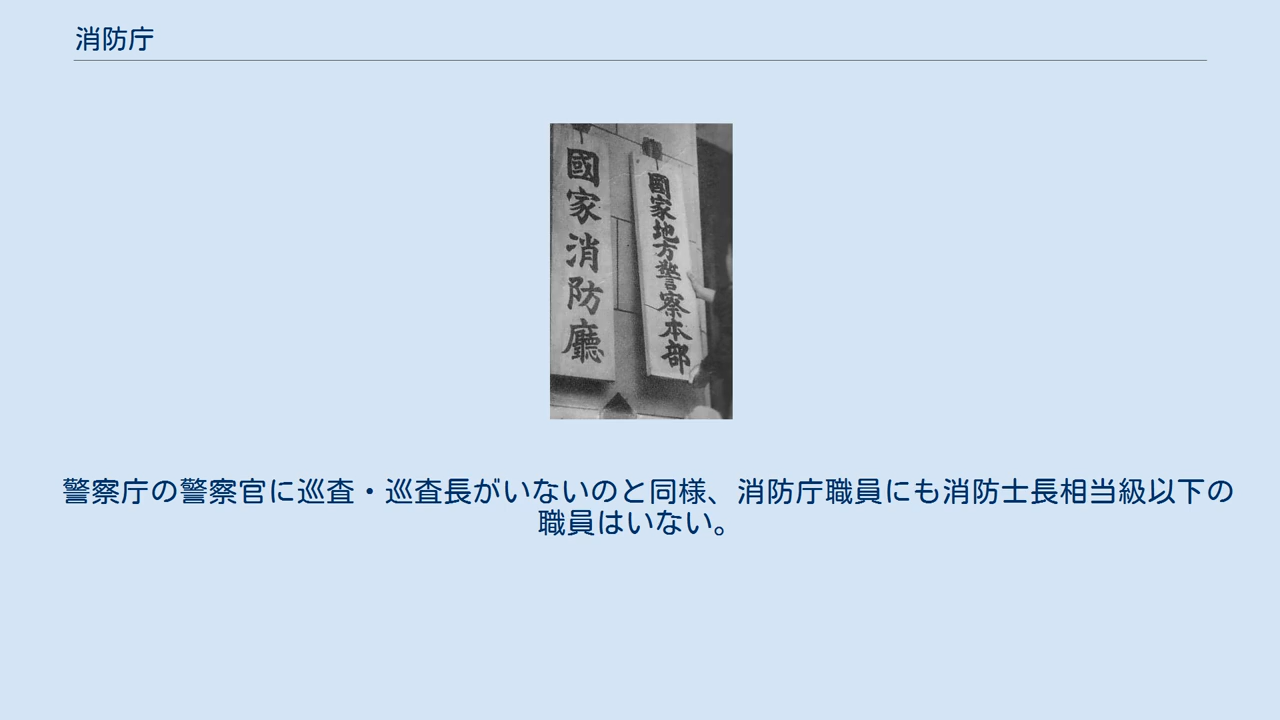 消防庁
國家消防廳
國家地方警察本部
警察庁の警察官に巡査・巡査長がいないのと同様、消防庁職員にも消防士長相当級以下の
職員はいない。